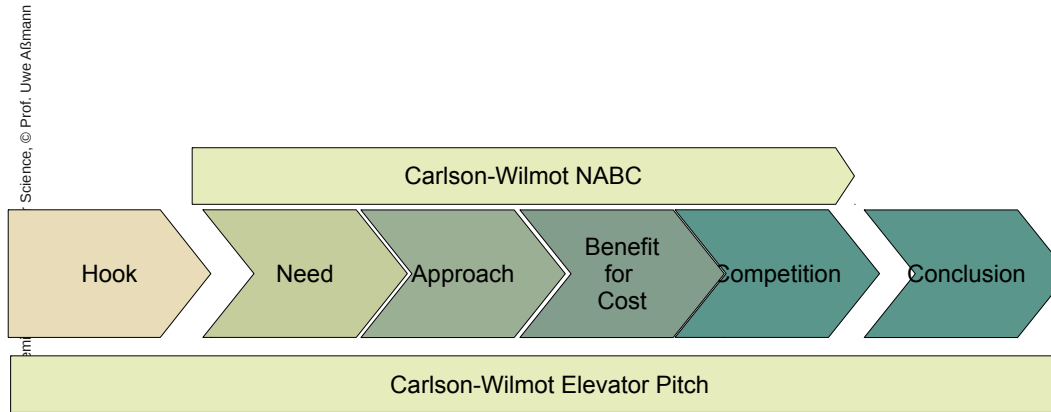 r Science, © Prof. Uwe Aßmann
Carlson-Wilmot NABC
Hook
Need
Approach
Benefit
for
Cost
Competition
Conclusion
emi
Carlson-Wilmot Elevator Pitch